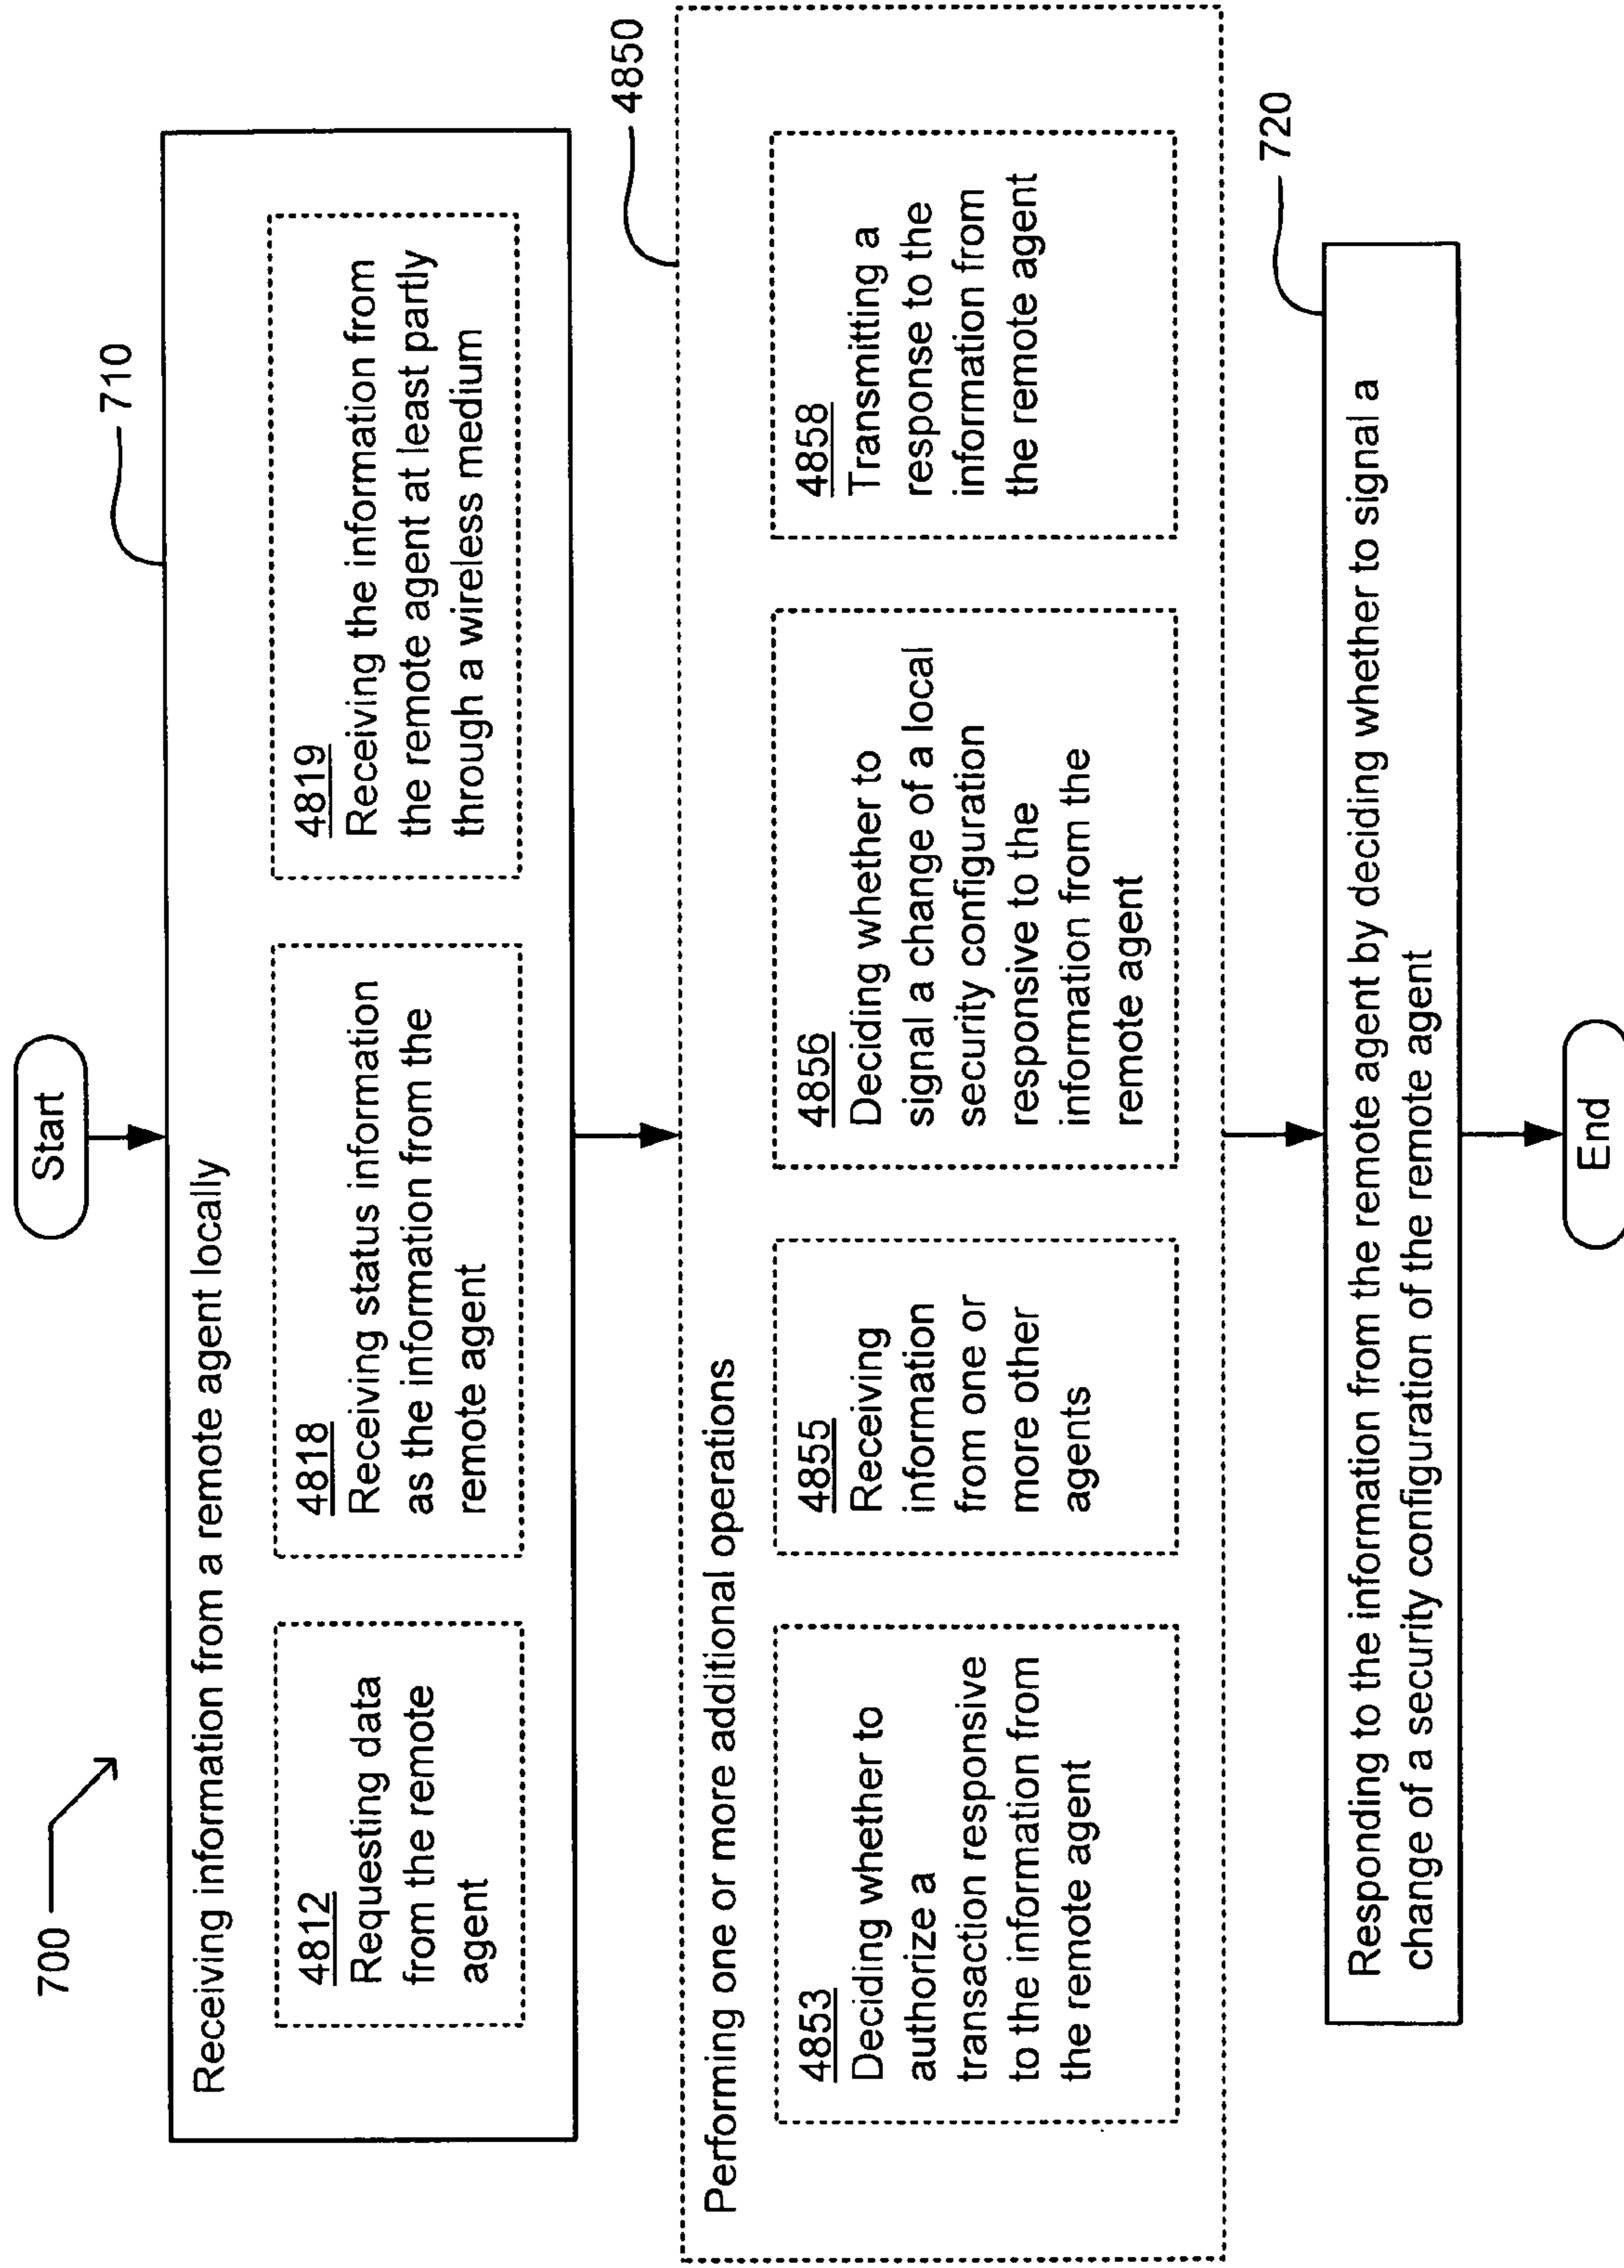 700
Start
710
Receiving information from a remote agent locally
4812
Requesting data
from the remote
agent
4818
Receiving status information
as the information from the
remote agent
4819
Receiving the information from
the remote agent at least partly
through a wireless medium
4850
Performing one or more additional operations
4853
Deciding whether to
authorize a
transaction responsive
to the information from
the remote agent
4855
Receiving
information
from one or
more other
agents
4856
Deciding whether to
signal a change of a local
security configuration
responsive to the
information from the
remote agent
4858
Transmitting a
response to the
information from
the remote agent
720
Responding to the information from the remote agent by deciding whether to signal a
change of a security configuration of the remote agent
End